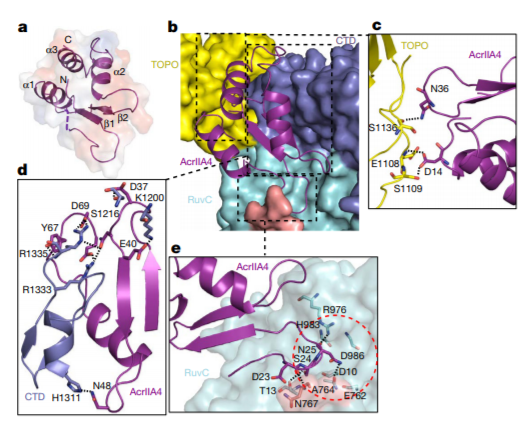 a
C
α3
N
α1
α2
β1
β2
b
CTD
TOPO
AcrIIA4
RuvC
c
TOPO
AcrIIA4
N36
S1136
E1108
D14
S1109
d
D37
D69
K1200
S1216
Y67
E40
R1335
R1333
N48
AcrIIA4
CTD
H1311
e
AcrIIA4
R976
H983
RuvC
N25
S24
D986
D23
D10
T13
A764
E762
N767